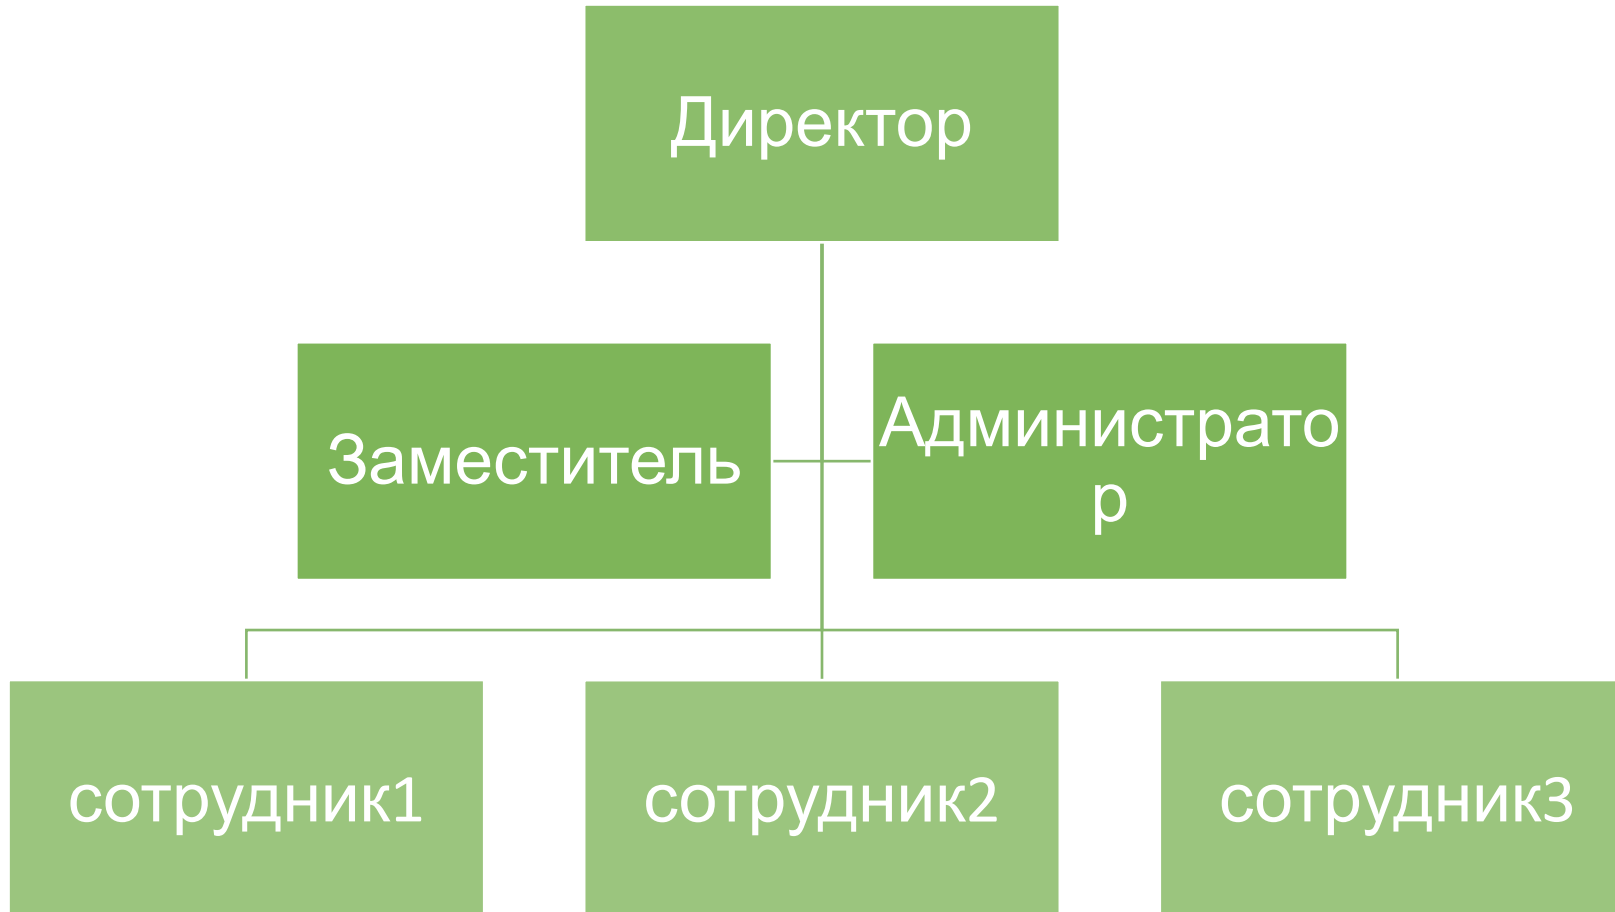 Директор
Заместитель
Администрато
р
сотрудник1
сотрудник2
сотрудник3